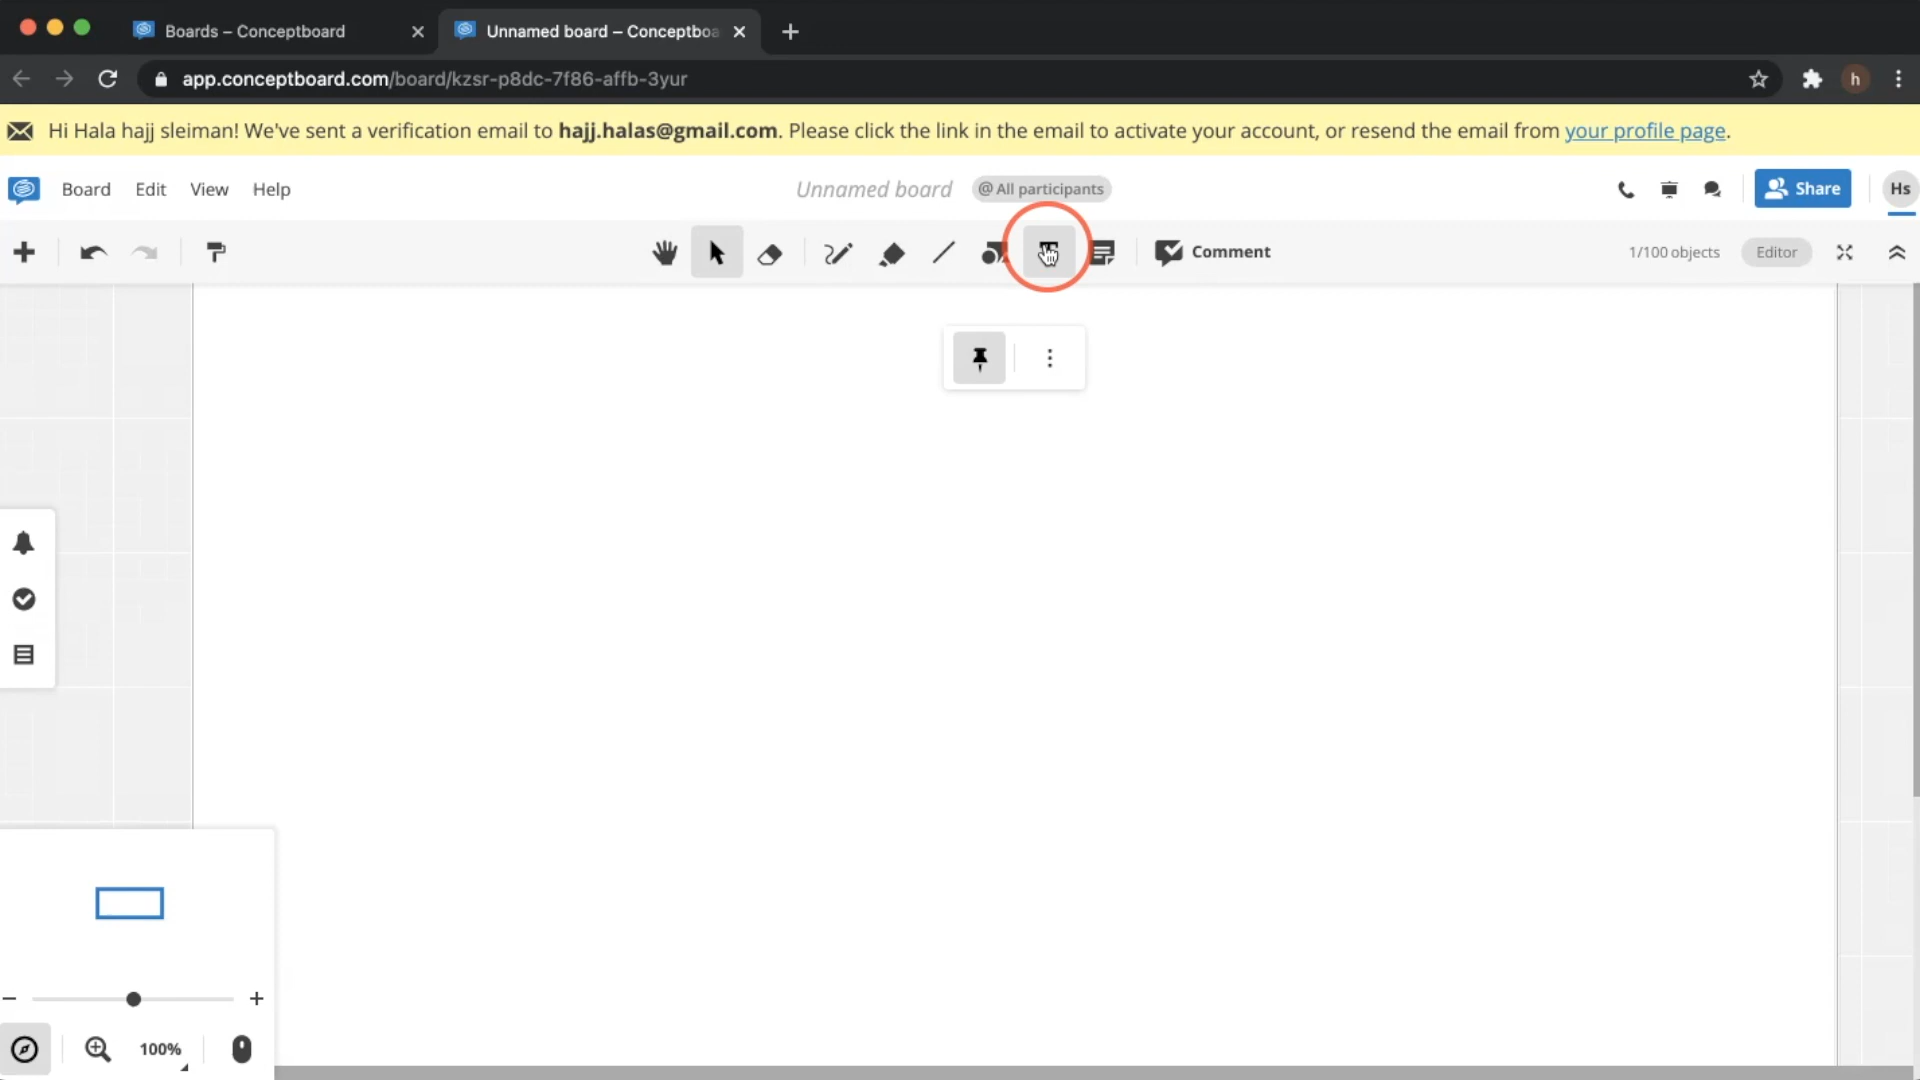 Boards – Conceptboard
Unnamed board – Conceptboa
app.conceptboard.com/board/kzsr-p8dc-7f86-affb-3yur
h
Hi Hala hajj sleiman! We've sent a verification email to hajj.halas@gmail.com. Please click the link in the email to activate your account, or resend the email from your profile page.
Board Edit View Help
Unnamed board
@ All participants
Share
Hs
Comment
1/100 objects
Editor
100%